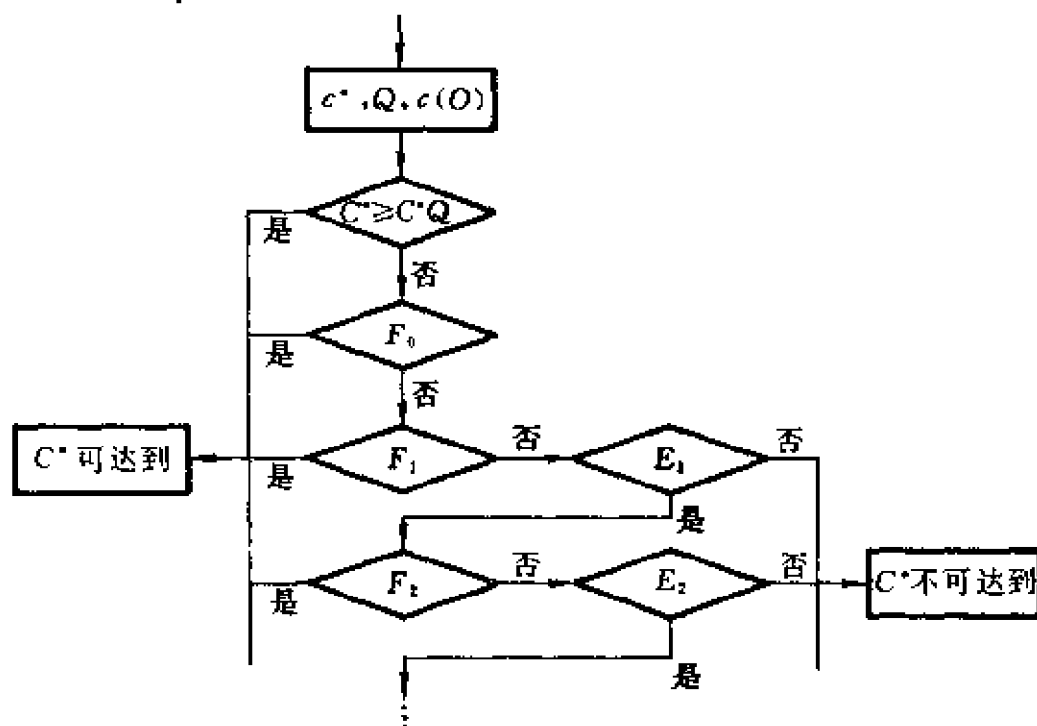 c*,Q,c(O)
C*≥C*Q
是
否
F₀
是
否
C*可达到
是
F₁
否
E₁
否
是
是
F₂
否
E₂
否
C*不可达到
是